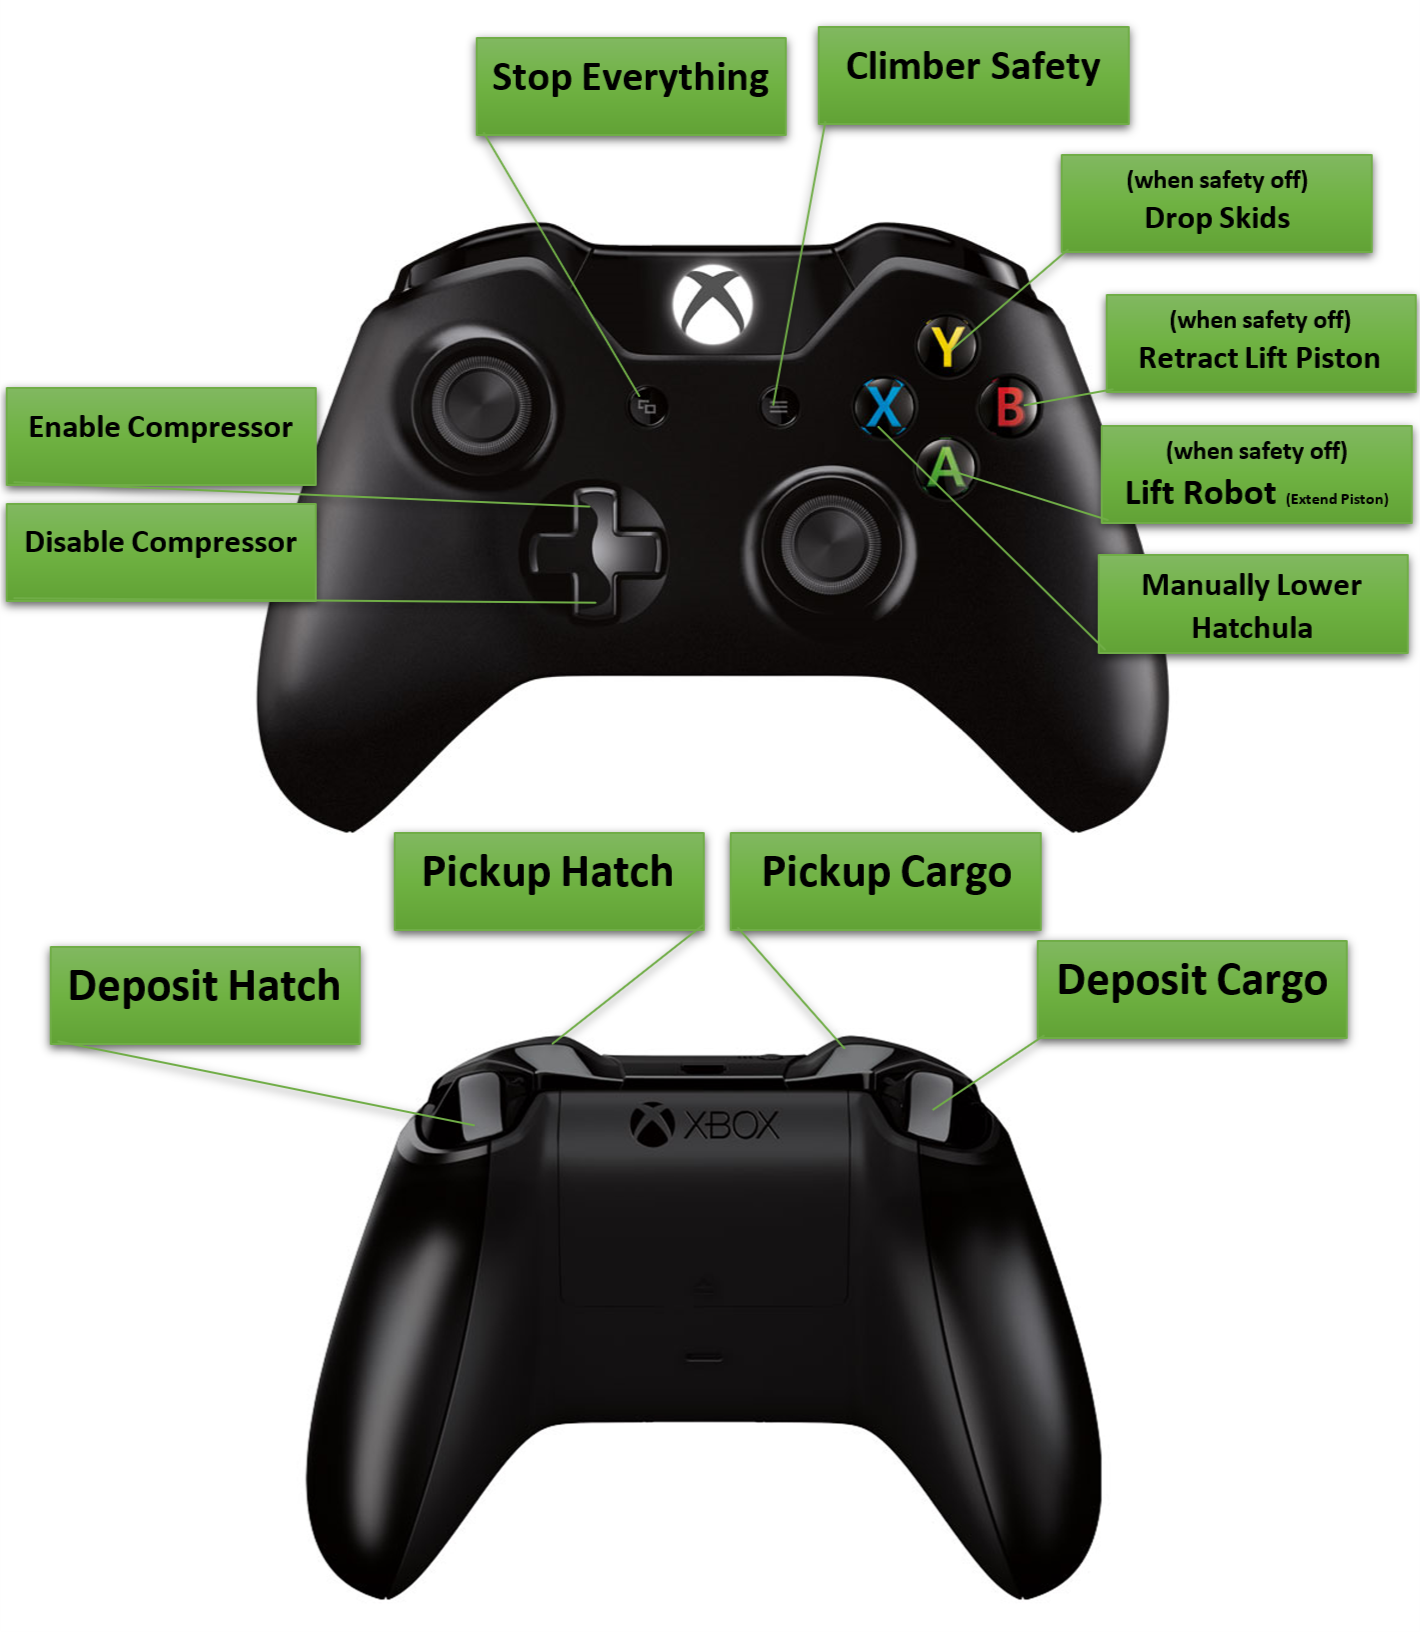 Stop Everything
Climber Safety
(when safety off)
Drop Skids
(when safety off)
Retract Lift Piston
Enable Compressor
Y
X
B
A
(when safety off)
Lift Robot (Extend Piston)
Disable Compressor
Manually Lower
Hatchula
Pickup Hatch
Pickup Cargo
Deposit Hatch
Deposit Cargo
XBOX